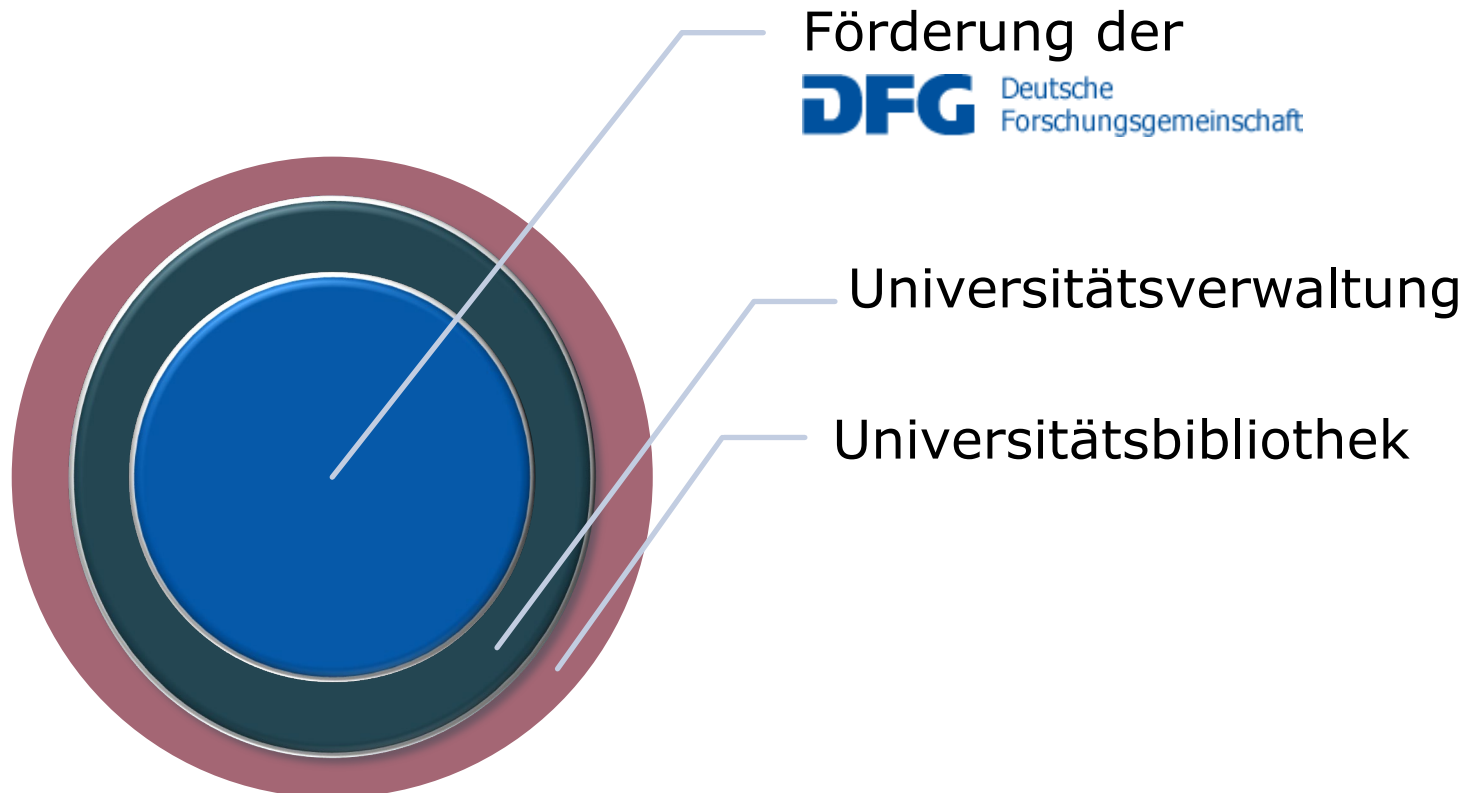 Förderung der
DFG Deutsche
Forschungsgemeinschaft
Universitätsverwaltung
Universitätsbibliothek